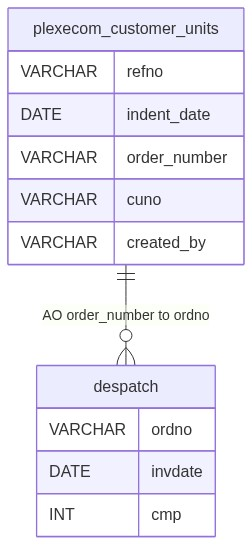 plexecom_customer_units
VARCHAR refno
DATE indent_date
VARCHAR order_number
VARCHAR cuno
VARCHAR created_by
AO order_number to ordno
despatch
VARCHAR ordno
DATE invdate
INT cmp